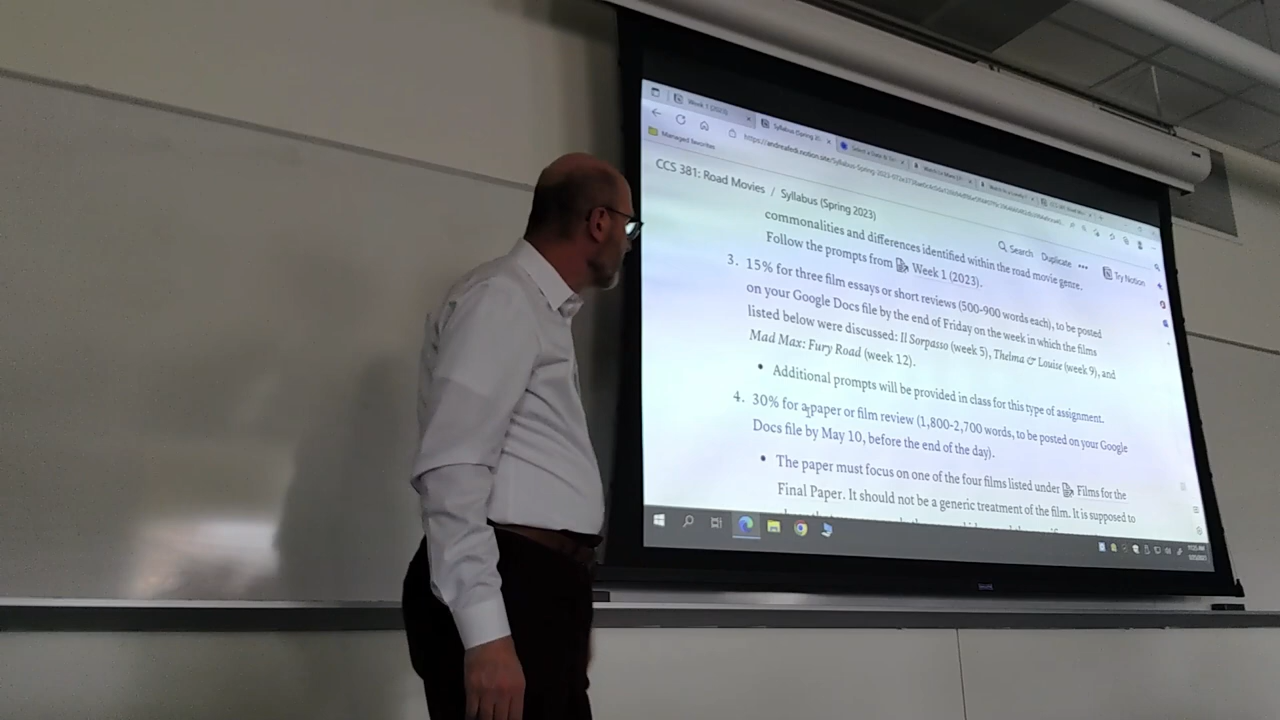 Week 1 (2023)
Syllabus (Spring 20
Managed favorites
CCS 381: Road Movies / Syllabus (Spring 2023)
Search Duplicate ••• Try Notion
commonalities and differences identified within the road movie genre.
Follow the prompts from Week 1 (2023).
3. 15% for three film essays or short reviews (500-900 words each), to be posted
on your Google Docs file by the end of Friday on the week in which the films
listed below were discussed: Il Sorpasso (week 5), Thelma & Louise (week 9), and
Mad Max: Fury Road (week 12).
• Additional prompts will be provided in class for this type of assignment.
4. 30% for a paper or film review (1,800-2,700 words, to be posted on your Google
Docs file by May 10, before the end of the day).
• The paper must focus on one of the four films listed under Films for the
Final Paper. It should not be a generic treatment of the film. It is supposed to